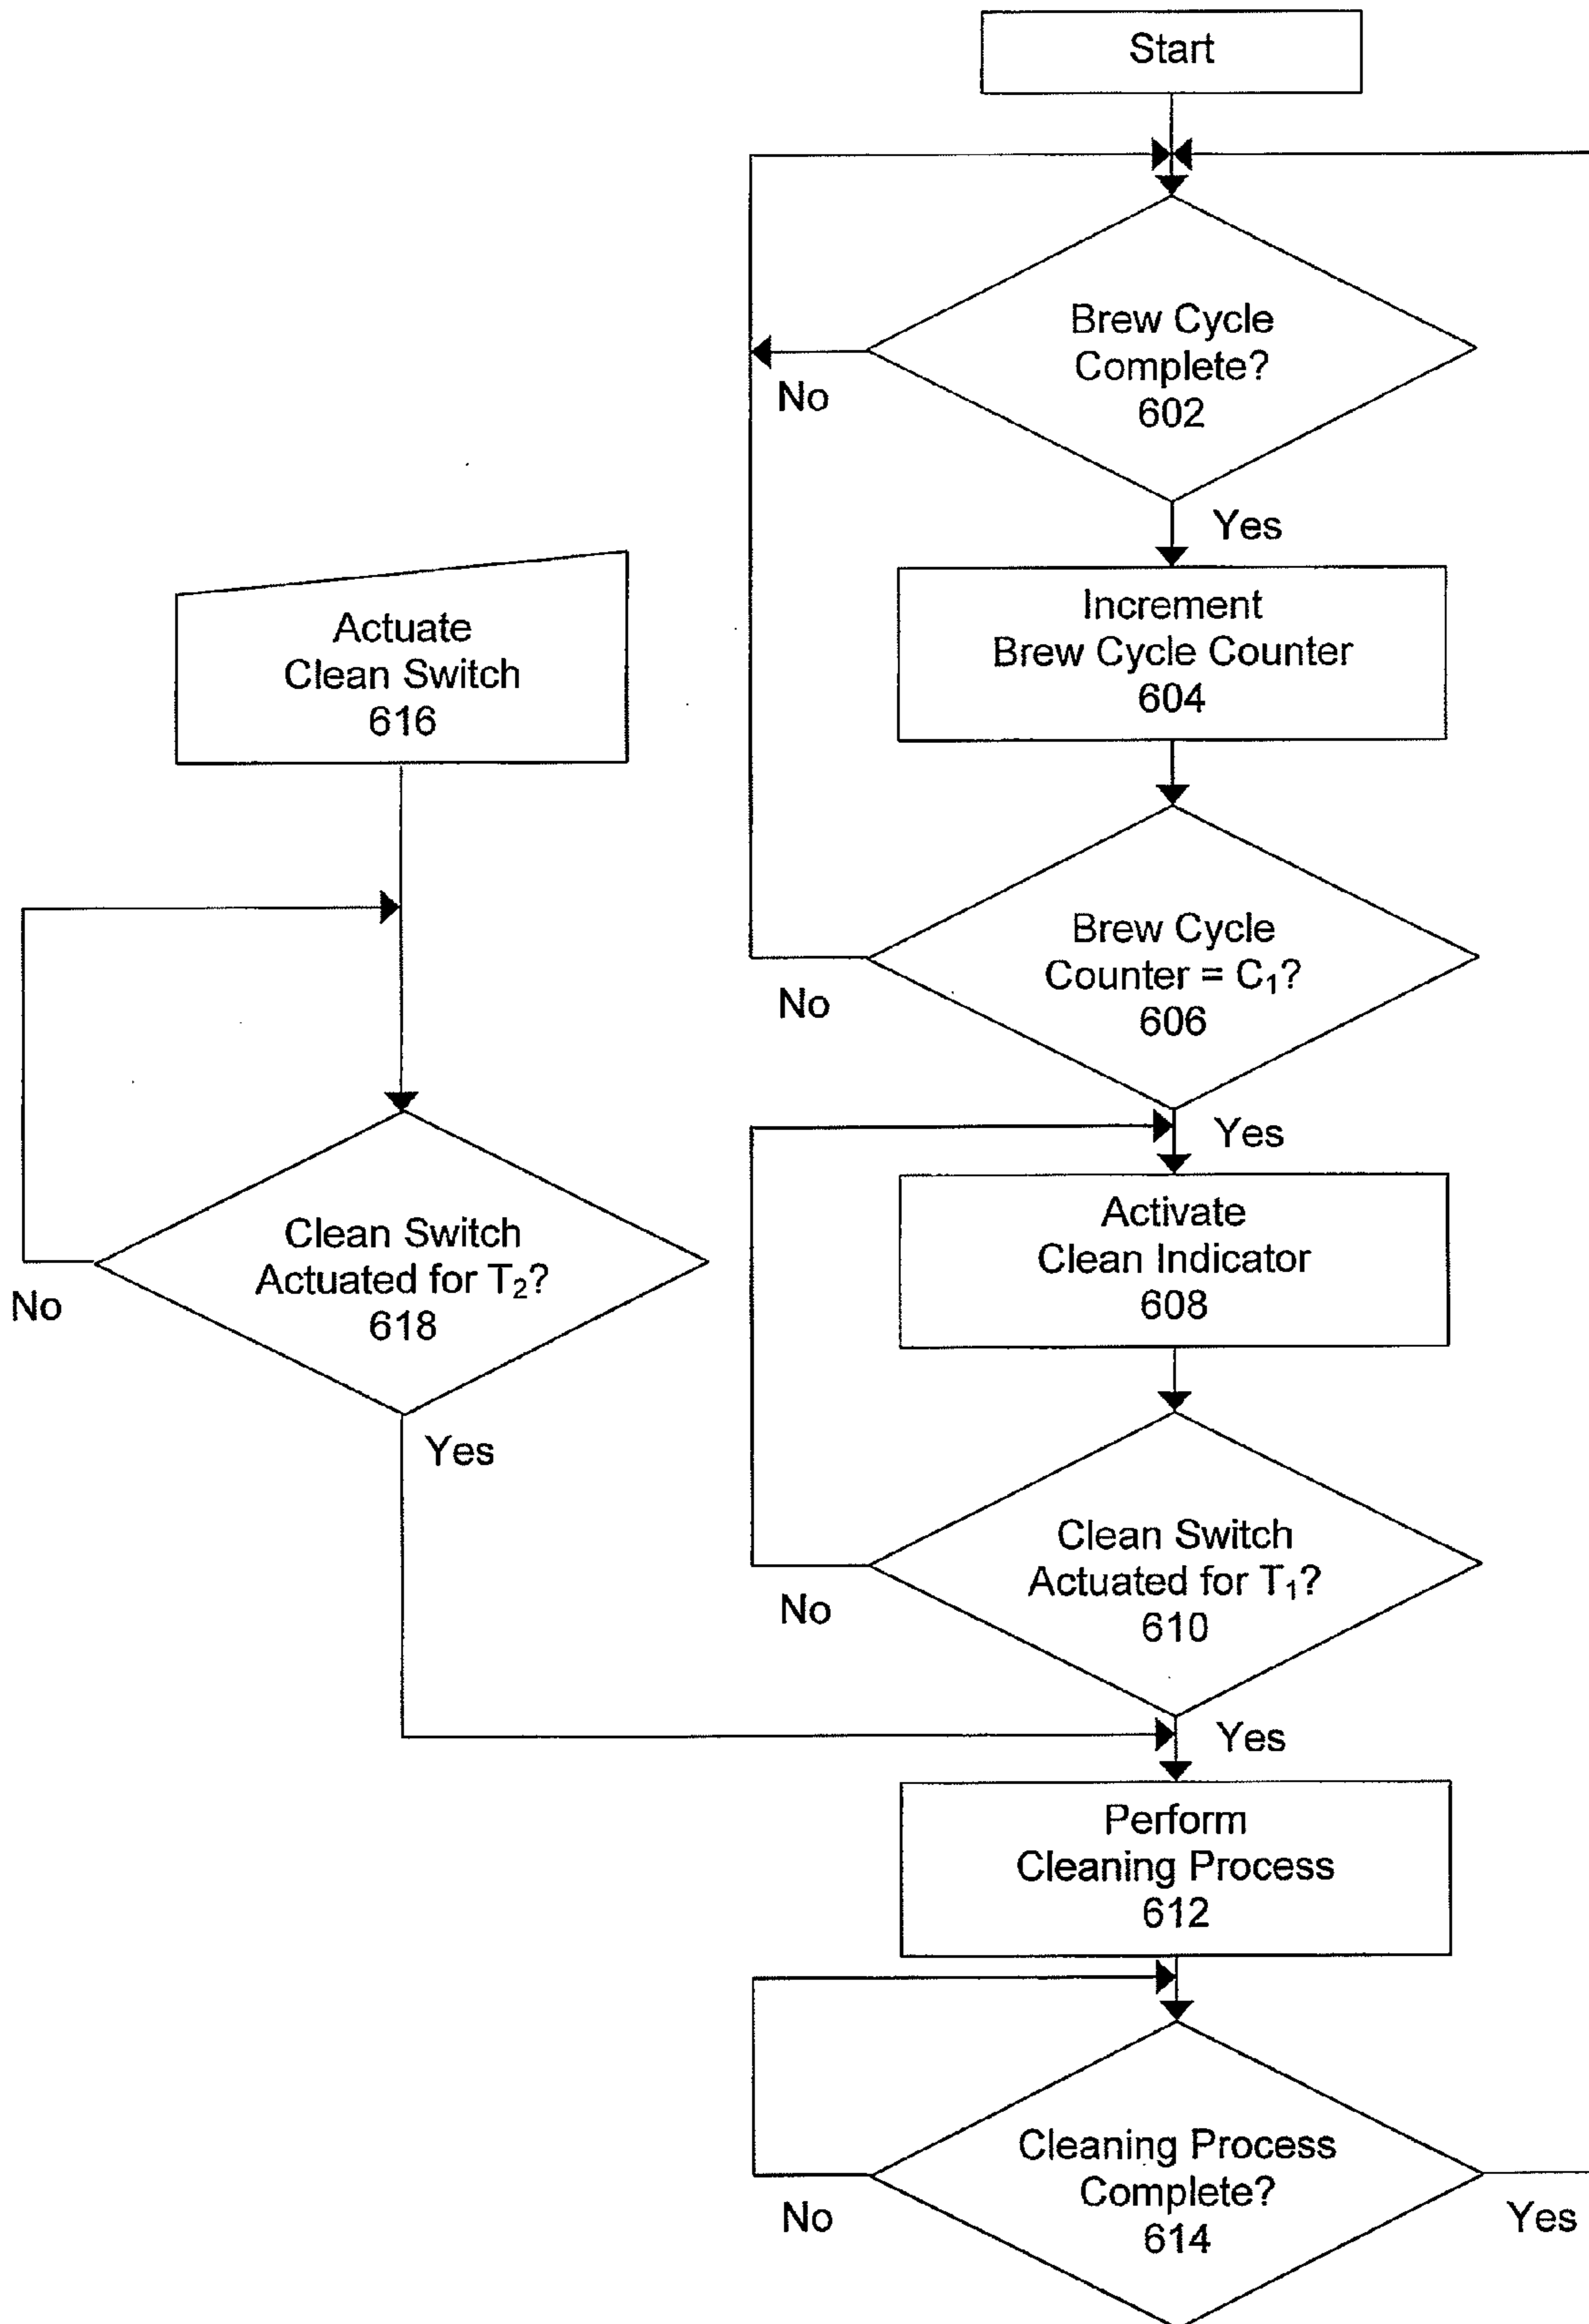 Start
Brew Cycle
Complete?
602
No
Yes
Increment
Brew Cycle Counter
604
Brew Cycle
Counter = C₁?
606
No
Yes
Activate
Clean Indicator
608
Clean Switch
Actuated for T₁?
610
No
Yes
Actuate
Clean Switch
616
Clean Switch
Actuated for T₂?
618
No
Yes
Perform
Cleaning Process
612
Cleaning Process
Complete?
614
No
Yes